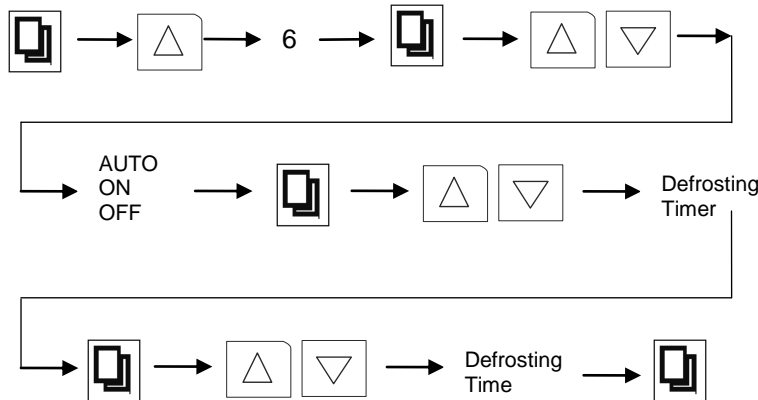 6
AUTO
ON
OFF
Defrosting
Timer
Defrosting
Time